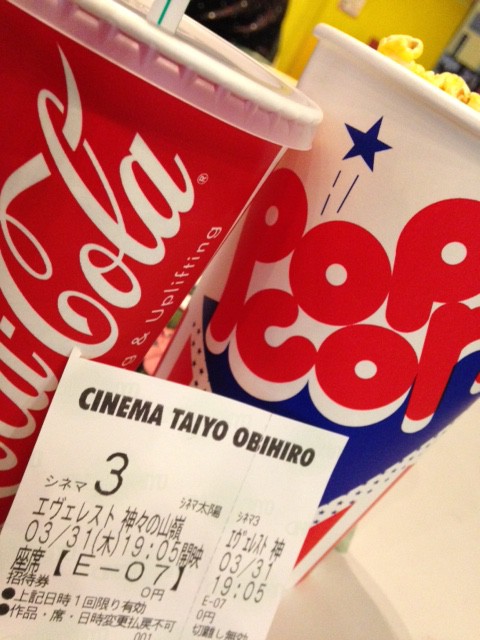 Coca-Cola®
g & Uplifting
POP
COR
CINEMA TAIYO OBIHIRO
シネマ 3 シネマ太陽
エヴェレスト 神々の山嶺
03/31(木)19:05開映
座席【E-07】
招待券 0円
●上記日時1回限り有効
●作品・席・日時変更払戻不可
001
シネマ3
ｴｳﾞｪﾚｽﾄ 神
03/31
19:05
E-07
0円
切離し無効